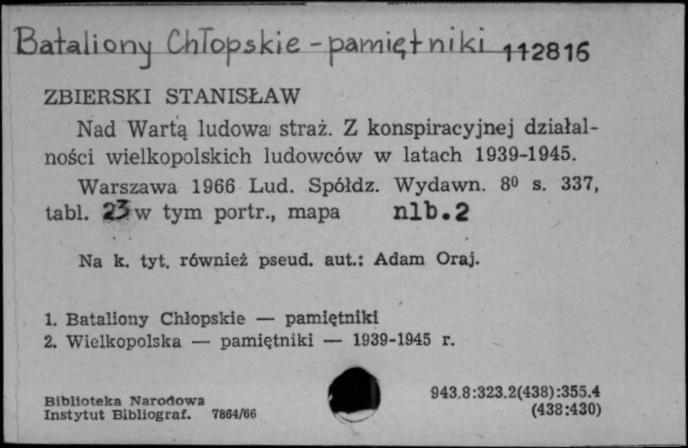 Bataliony Chłopskie - pamiętniki 112816
ZBIERSKI STANISŁAW
Nad Wartą ludowa straż. Z konspiracyjnej działal-
ności wielkopolskich ludowców w latach 1939-1945.
Warszawa 1966 Lud. Spółdz. Wydawn. 8⁰ s. 337,
tabl. 23 w tym portr., mapa nlb.2
Na k. tyt. również pseud. aut.: Adam Oraj.
1. Bataliony Chłopskie — pamiętniki
2. Wielkopolska — pamiętniki — 1939-1945 r.
943.8:323.2(438):355.4
Biblioteka Narodowa
(438:430)
Instytut Bibliograf. 7864/66